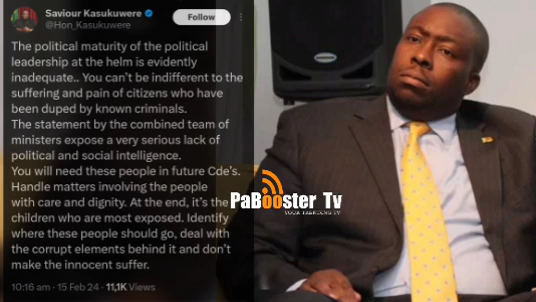 Saviour Kasukuwere
@Hon_Kasukuwere
Follow
The political maturity of the political
leadership at the helm is evidently
inadequate.. You can't be indifferent to the
suffering and pain of citizens who have
been duped by known criminals.
The statement by the combined team of
ministers expose a very serious lack of
political and social intelligence.
You will need these people in future Cde's.
Handle matters involving the people
with care and dignity. At the end, it's the
children who are most exposed. Identify
where these people should go, deal with
the corrupt elements behind it and don't
make the innocent suffer.
10:16 am · 15 Feb 24 · 11,1K Views
PaBooster Tv
YOUR TRENDING TV